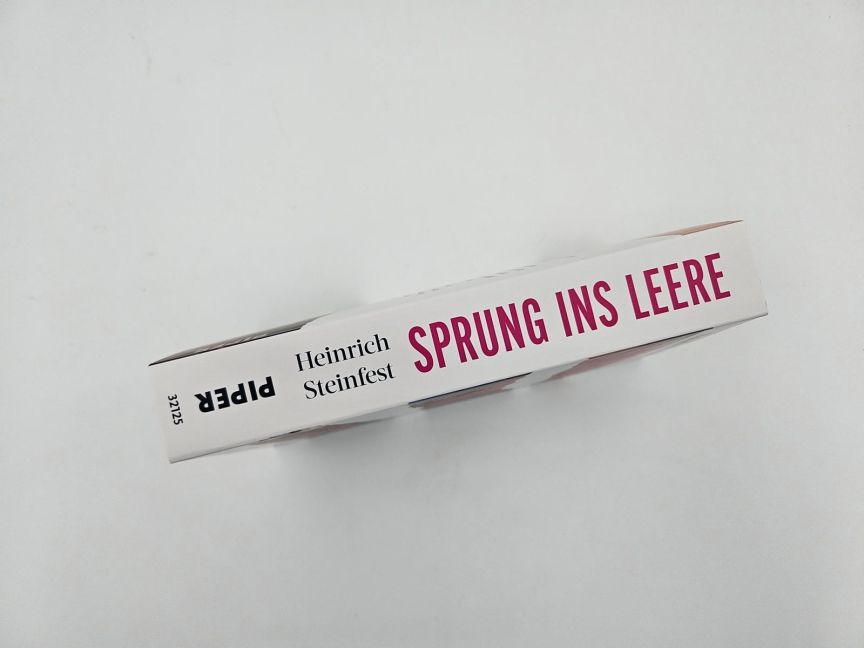 Heinrich
Steinfest
SPRUNG INS LEERE
PIPER
32125